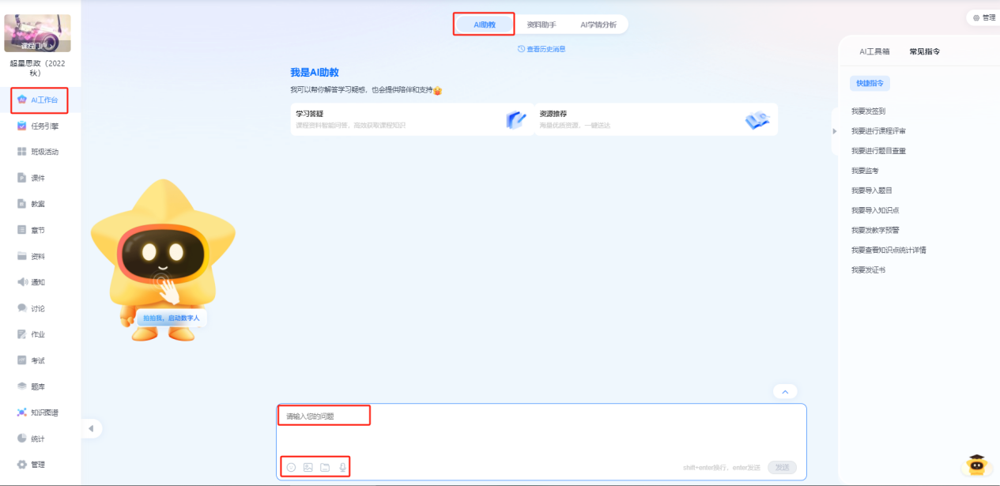 课程门户 >
超星思政（2022
秋）
AI工作台
任务引擎
班级活动
课件
教案
章节
资料
通知
讨论
作业
考试
题库
知识图谱
统计
管理
AI助教
资料助手
AI学情分析
查看历史消息
我是AI助教
我可以帮你解答学习疑惑，也会提供陪伴和支持
学习答疑
课程资料智能问答，高效获取课程知识
资源推荐
海量优质资源，一键送达
拍拍我，启动数字人
请输入您的问题
shift+enter换行，enter发送
发送
管理
AI工具箱
常见指令
快捷指令
我要发签到
我要进行课程评审
我要进行题目查重
我要监考
我要导入题目
我要导入知识点
我要发教学预警
我要查看知识点统计详情
我要发证书